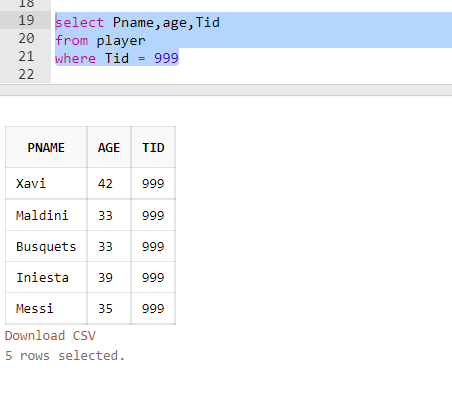 18
19 select Pname,age,Tid
20 from player
21 where Tid = 999
22
PNAME AGE TID
Xavi 42 999
Maldini 33 999
Busquets 33 999
Iniesta 39 999
Messi 35 999
Download CSV
5 rows selected.